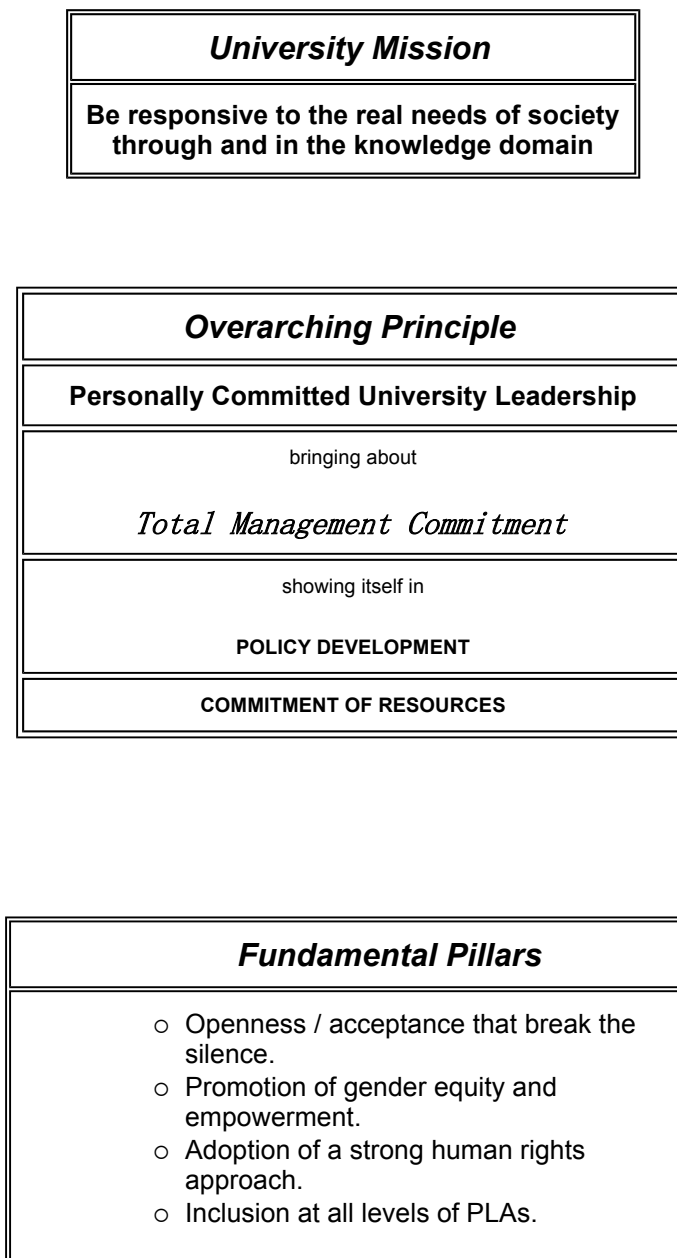 University Mission
Be responsive to the real needs of society
through and in the knowledge domain
Overarching Principle
Personally Committed University Leadership
bringing about
Total Management Commitment
showing itself in
POLICY DEVELOPMENT
COMMITMENT OF RESOURCES
Fundamental Pillars
○ Openness / acceptance that break the
silence.
○ Promotion of gender equity and
empowerment.
○ Adoption of a strong human rights
approach.
○ Inclusion at all levels of PLAs.